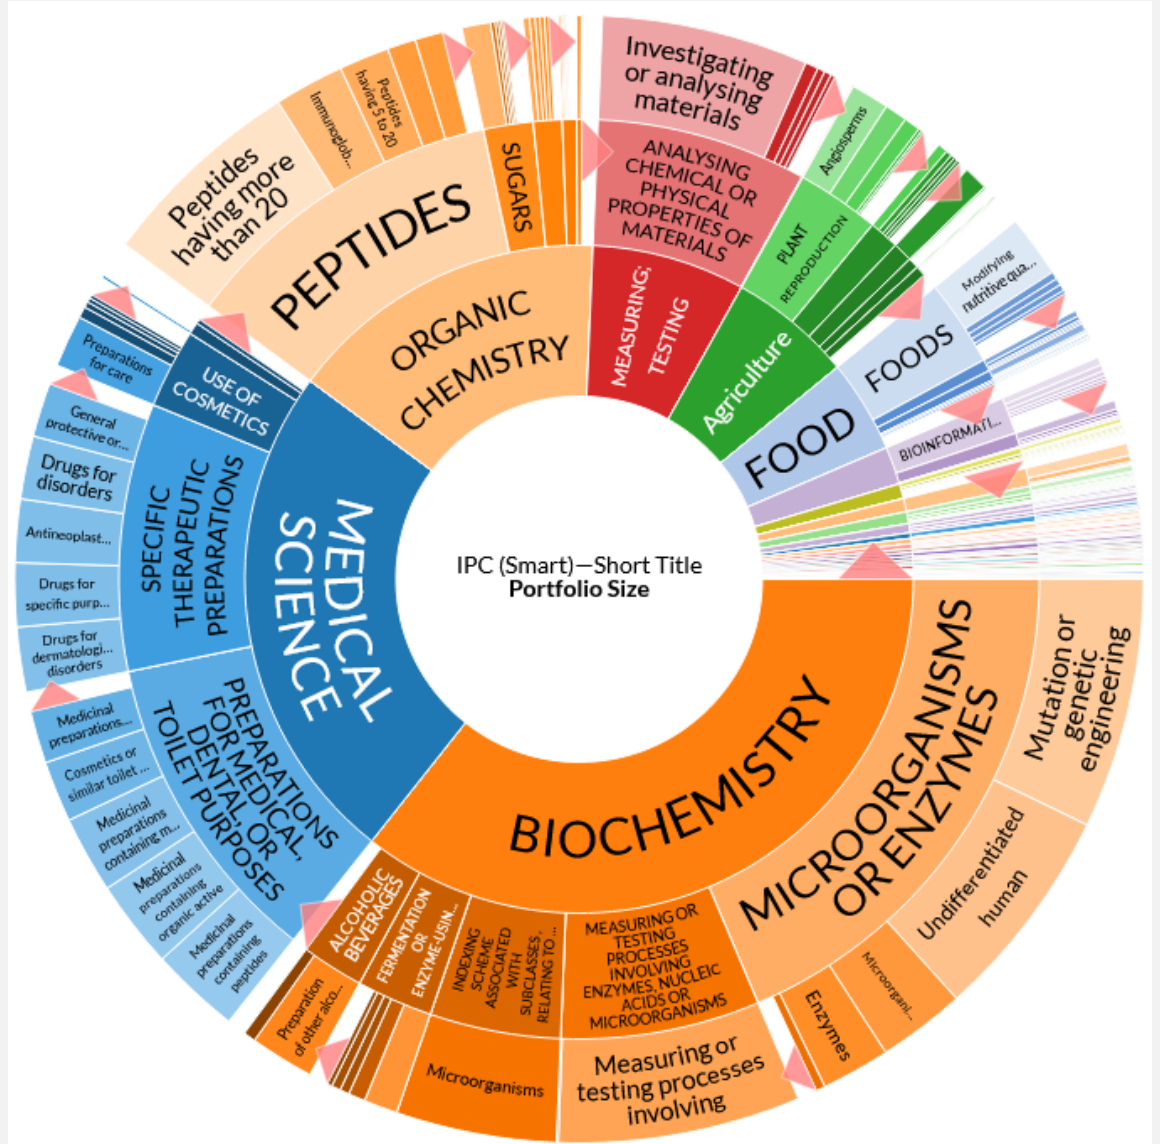 IPC (Smart)—Short Title
Portfolio Size
BIOCHEMISTRY
MICROORGANISMS
OR ENZYMES
Mutation or
genetic
engineering
Undifferentiated
human
Microorgani...
Enzymes
MEASURING OR
TESTING
PROCESSES
INVOLVING
ENZYMES, NUCLEIC
ACIDS OR
MICROORGANISMS
Measuring or
testing processes
involving
INDEXING
SCHEME
ASSOCIATED
WITH
SUBCLASSES ,
RELATING TO ...
Microorganisms
FERMENTATION
OR
ENZYME-USIN...
ALCOHOLIC
BEVERAGES
Preparation
of other alco...
MEDICAL
SCIENCE
PREPARATIONS
FOR MEDICAL,
DENTAL, OR
TOILET PURPOSES
Medicinal
preparations
containing
peptides
Medicinal
preparations
containing
organic active
Medicinal
preparations
containing m...
Cosmetics or
similar toilet ...
Medicinal
preparations...
SPECIFIC
THERAPEUTIC
PREPARATIONS
Drugs for
dermatologi...
disorders
Drugs for
specific purp...
Antineoplast...
Drugs for
disorders
General
protective or...
USE OF
COSMETICS
Preparations
for care
ORGANIC
CHEMISTRY
PEPTIDES
Peptides
having more
than 20
Immunoglob...
Peptides
having 5 to 20
SUGARS
MEASURING;
TESTING
ANALYSING
CHEMICAL OR
PHYSICAL
PROPERTIES OF
MATERIALS
Investigating
or analysing
materials
Agriculture
PLANT
REPRODUCTION
Angiosperms
FOOD
FOODS
Modifying
nutritive qua...
BIOINFORMATI...